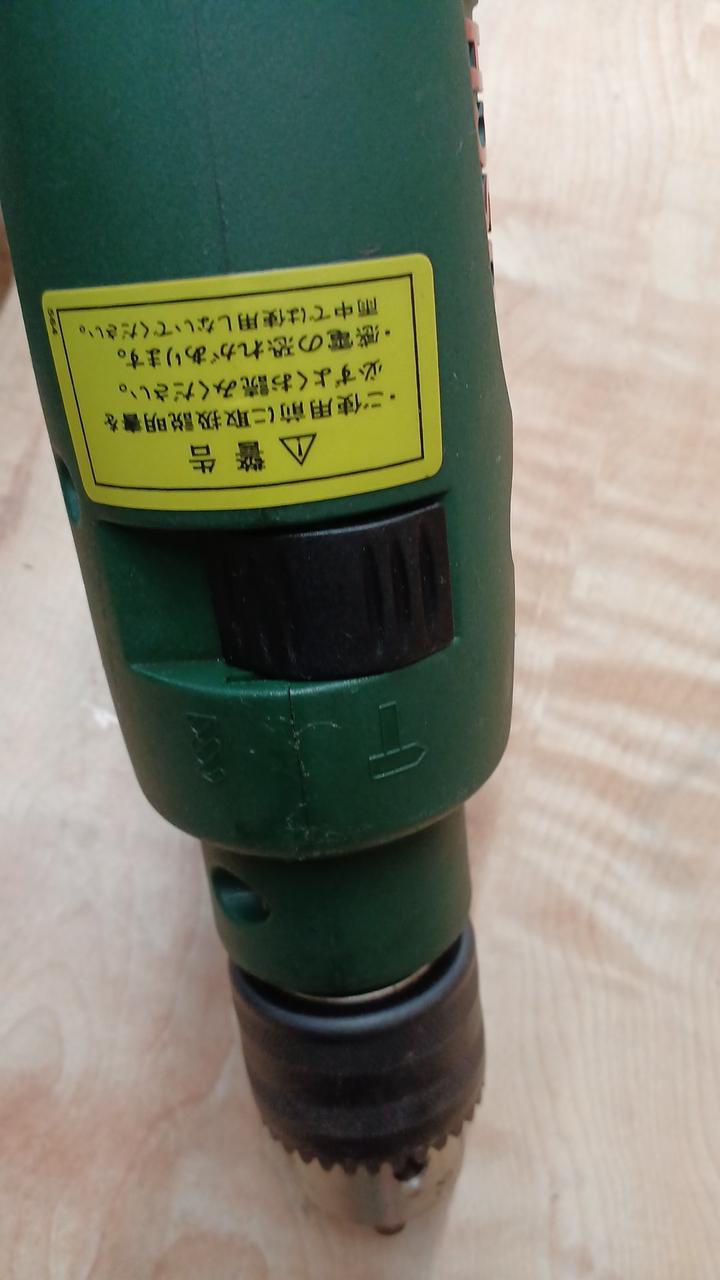 ⚠ 警告
・ご使用前に取扱説明書を
必ずよくお読みください。
・感電の恐れがあります。
雨中では使用しないでください。